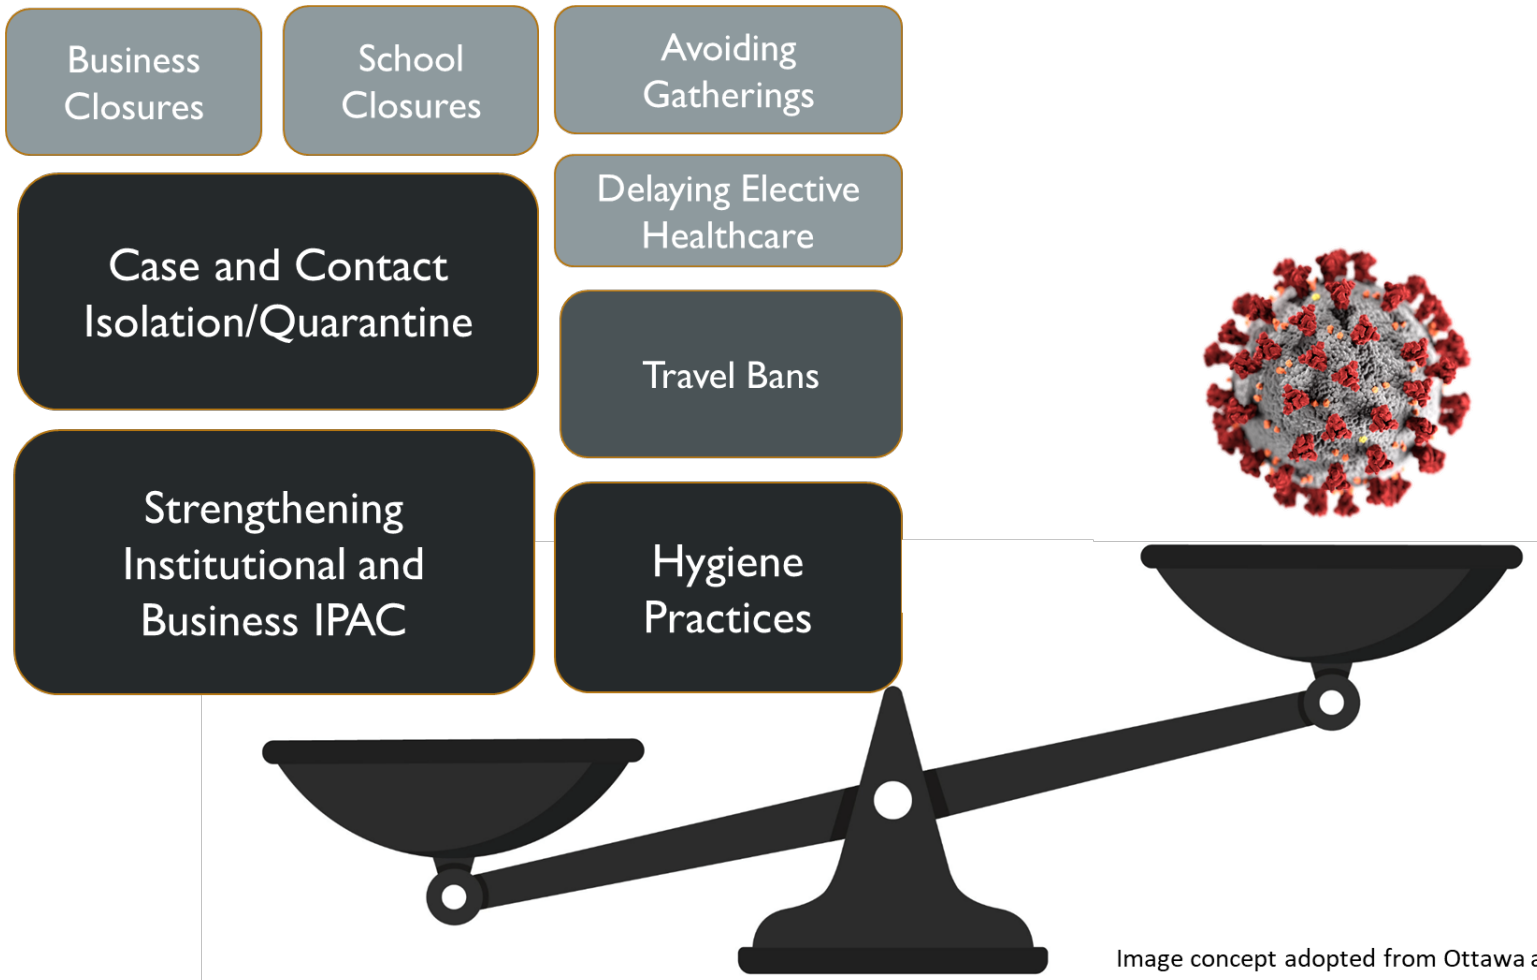 Business
Closures
School
Closures
Avoiding
Gatherings
Delaying Elective
Healthcare
Case and Contact
Isolation/Quarantine
Travel Bans
Strengthening
Institutional and
Business IPAC
Hygiene
Practices
Image concept adopted from Ottawa